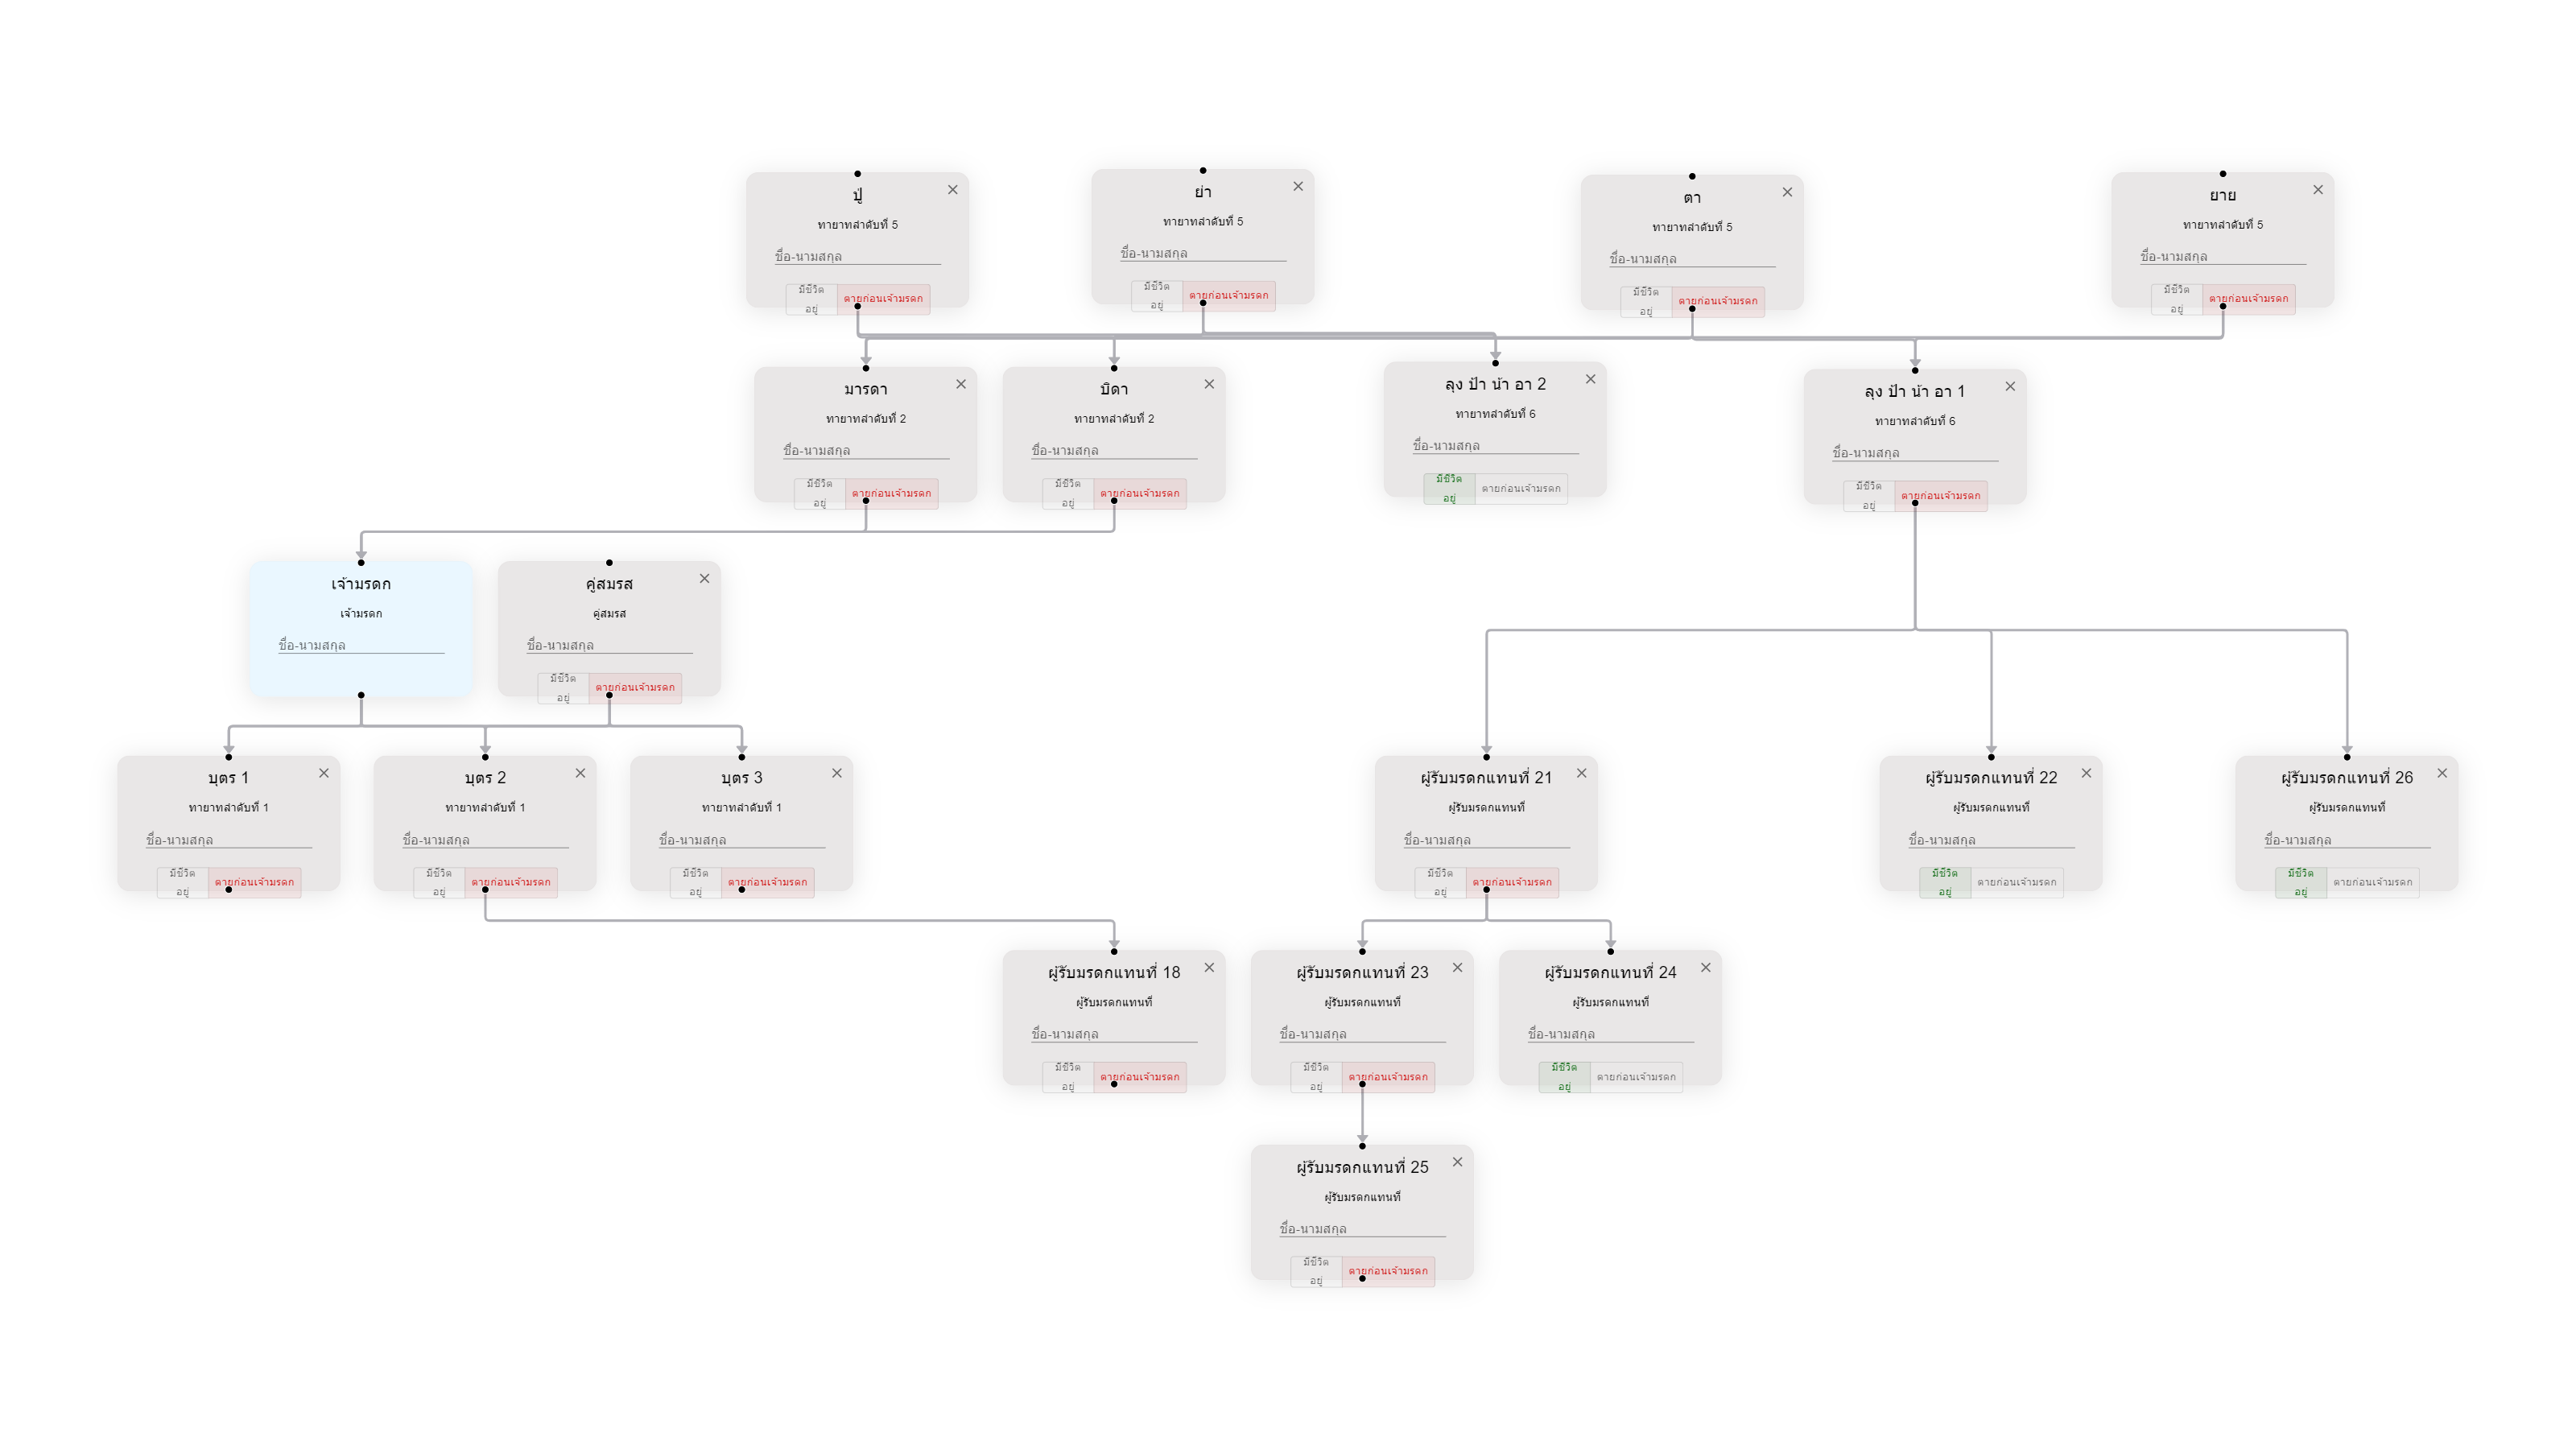 ปู่
ทายาทลำดับที่ 5
ชื่อ-นามสกุล
มีชีวิต
อยู่
ตายก่อนเจ้ามรดก
ย่า
ทายาทลำดับที่ 5
ชื่อ-นามสกุล
มีชีวิต
อยู่
ตายก่อนเจ้ามรดก
ตา
ทายาทลำดับที่ 5
ชื่อ-นามสกุล
มีชีวิต
อยู่
ตายก่อนเจ้ามรดก
ยาย
ทายาทลำดับที่ 5
ชื่อ-นามสกุล
มีชีวิต
อยู่
ตายก่อนเจ้ามรดก
มารดา
ทายาทลำดับที่ 2
ชื่อ-นามสกุล
มีชีวิต
อยู่
ตายก่อนเจ้ามรดก
บิดา
ทายาทลำดับที่ 2
ชื่อ-นามสกุล
มีชีวิต
อยู่
ตายก่อนเจ้ามรดก
ลุง ป้า น้า อา 2
ทายาทลำดับที่ 6
ชื่อ-นามสกุล
มีชีวิต
อยู่
ตายก่อนเจ้ามรดก
ลุง ป้า น้า อา 1
ทายาทลำดับที่ 6
ชื่อ-นามสกุล
มีชีวิต
อยู่
ตายก่อนเจ้ามรดก
เจ้ามรดก
เจ้ามรดก
ชื่อ-นามสกุล
คู่สมรส
คู่สมรส
ชื่อ-นามสกุล
มีชีวิต
อยู่
ตายก่อนเจ้ามรดก
บุตร 1
ทายาทลำดับที่ 1
ชื่อ-นามสกุล
มีชีวิต
อยู่
ตายก่อนเจ้ามรดก
บุตร 2
ทายาทลำดับที่ 1
ชื่อ-นามสกุล
มีชีวิต
อยู่
ตายก่อนเจ้ามรดก
บุตร 3
ทายาทลำดับที่ 1
ชื่อ-นามสกุล
มีชีวิต
อยู่
ตายก่อนเจ้ามรดก
ผู้รับมรดกแทนที่ 21
ผู้รับมรดกแทนที่
ชื่อ-นามสกุล
มีชีวิต
อยู่
ตายก่อนเจ้ามรดก
ผู้รับมรดกแทนที่ 22
ผู้รับมรดกแทนที่
ชื่อ-นามสกุล
มีชีวิต
อยู่
ตายก่อนเจ้ามรดก
ผู้รับมรดกแทนที่ 26
ผู้รับมรดกแทนที่
ชื่อ-นามสกุล
มีชีวิต
อยู่
ตายก่อนเจ้ามรดก
ผู้รับมรดกแทนที่ 18
ผู้รับมรดกแทนที่
ชื่อ-นามสกุล
มีชีวิต
อยู่
ตายก่อนเจ้ามรดก
ผู้รับมรดกแทนที่ 23
ผู้รับมรดกแทนที่
ชื่อ-นามสกุล
มีชีวิต
อยู่
ตายก่อนเจ้ามรดก
ผู้รับมรดกแทนที่ 24
ผู้รับมรดกแทนที่
ชื่อ-นามสกุล
มีชีวิต
อยู่
ตายก่อนเจ้ามรดก
ผู้รับมรดกแทนที่ 25
ผู้รับมรดกแทนที่
ชื่อ-นามสกุล
มีชีวิต
อยู่
ตายก่อนเจ้ามรดก